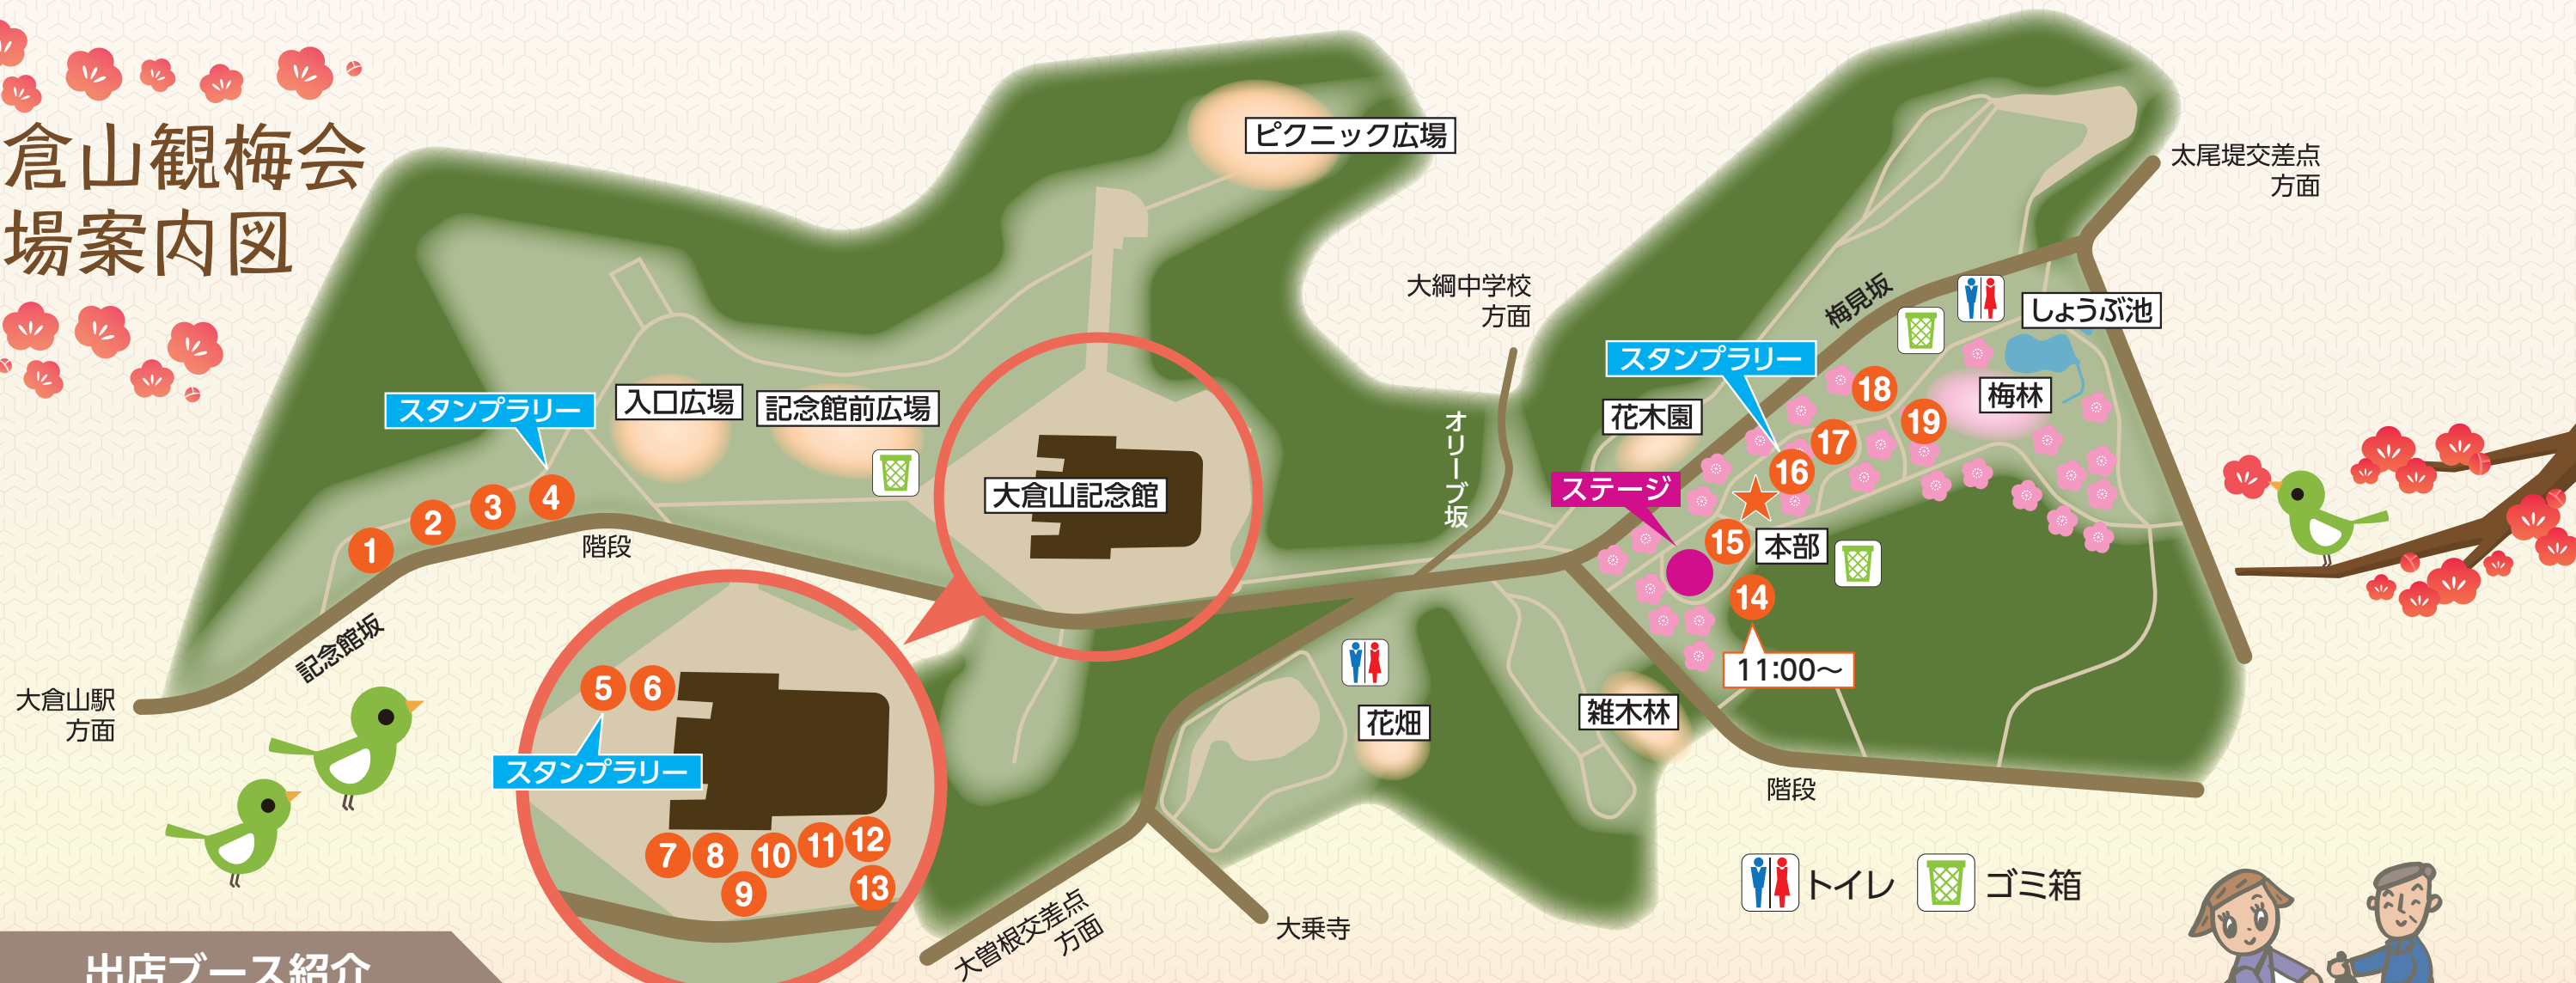 倉山観梅会
場案内図
ピクニック広場
太尾堤交差点
方面
大綱中学校
方面
梅見坂
しょうぶ池
スタンプラリー
梅林
18
19
17
16
花木園
オリーブ坂
ステージ
15
本部
14
11:00〜
スタンプラリー
入口広場
記念館前広場
大倉山記念館
1
2
3
4
階段
記念館坂
大倉山駅
方面
5
6
スタンプラリー
7
8
9
10
11
12
13
花畑
雑木林
階段
大曽根交差点
方面
大乗寺
トイレ
ゴミ箱
出店ブース紹介